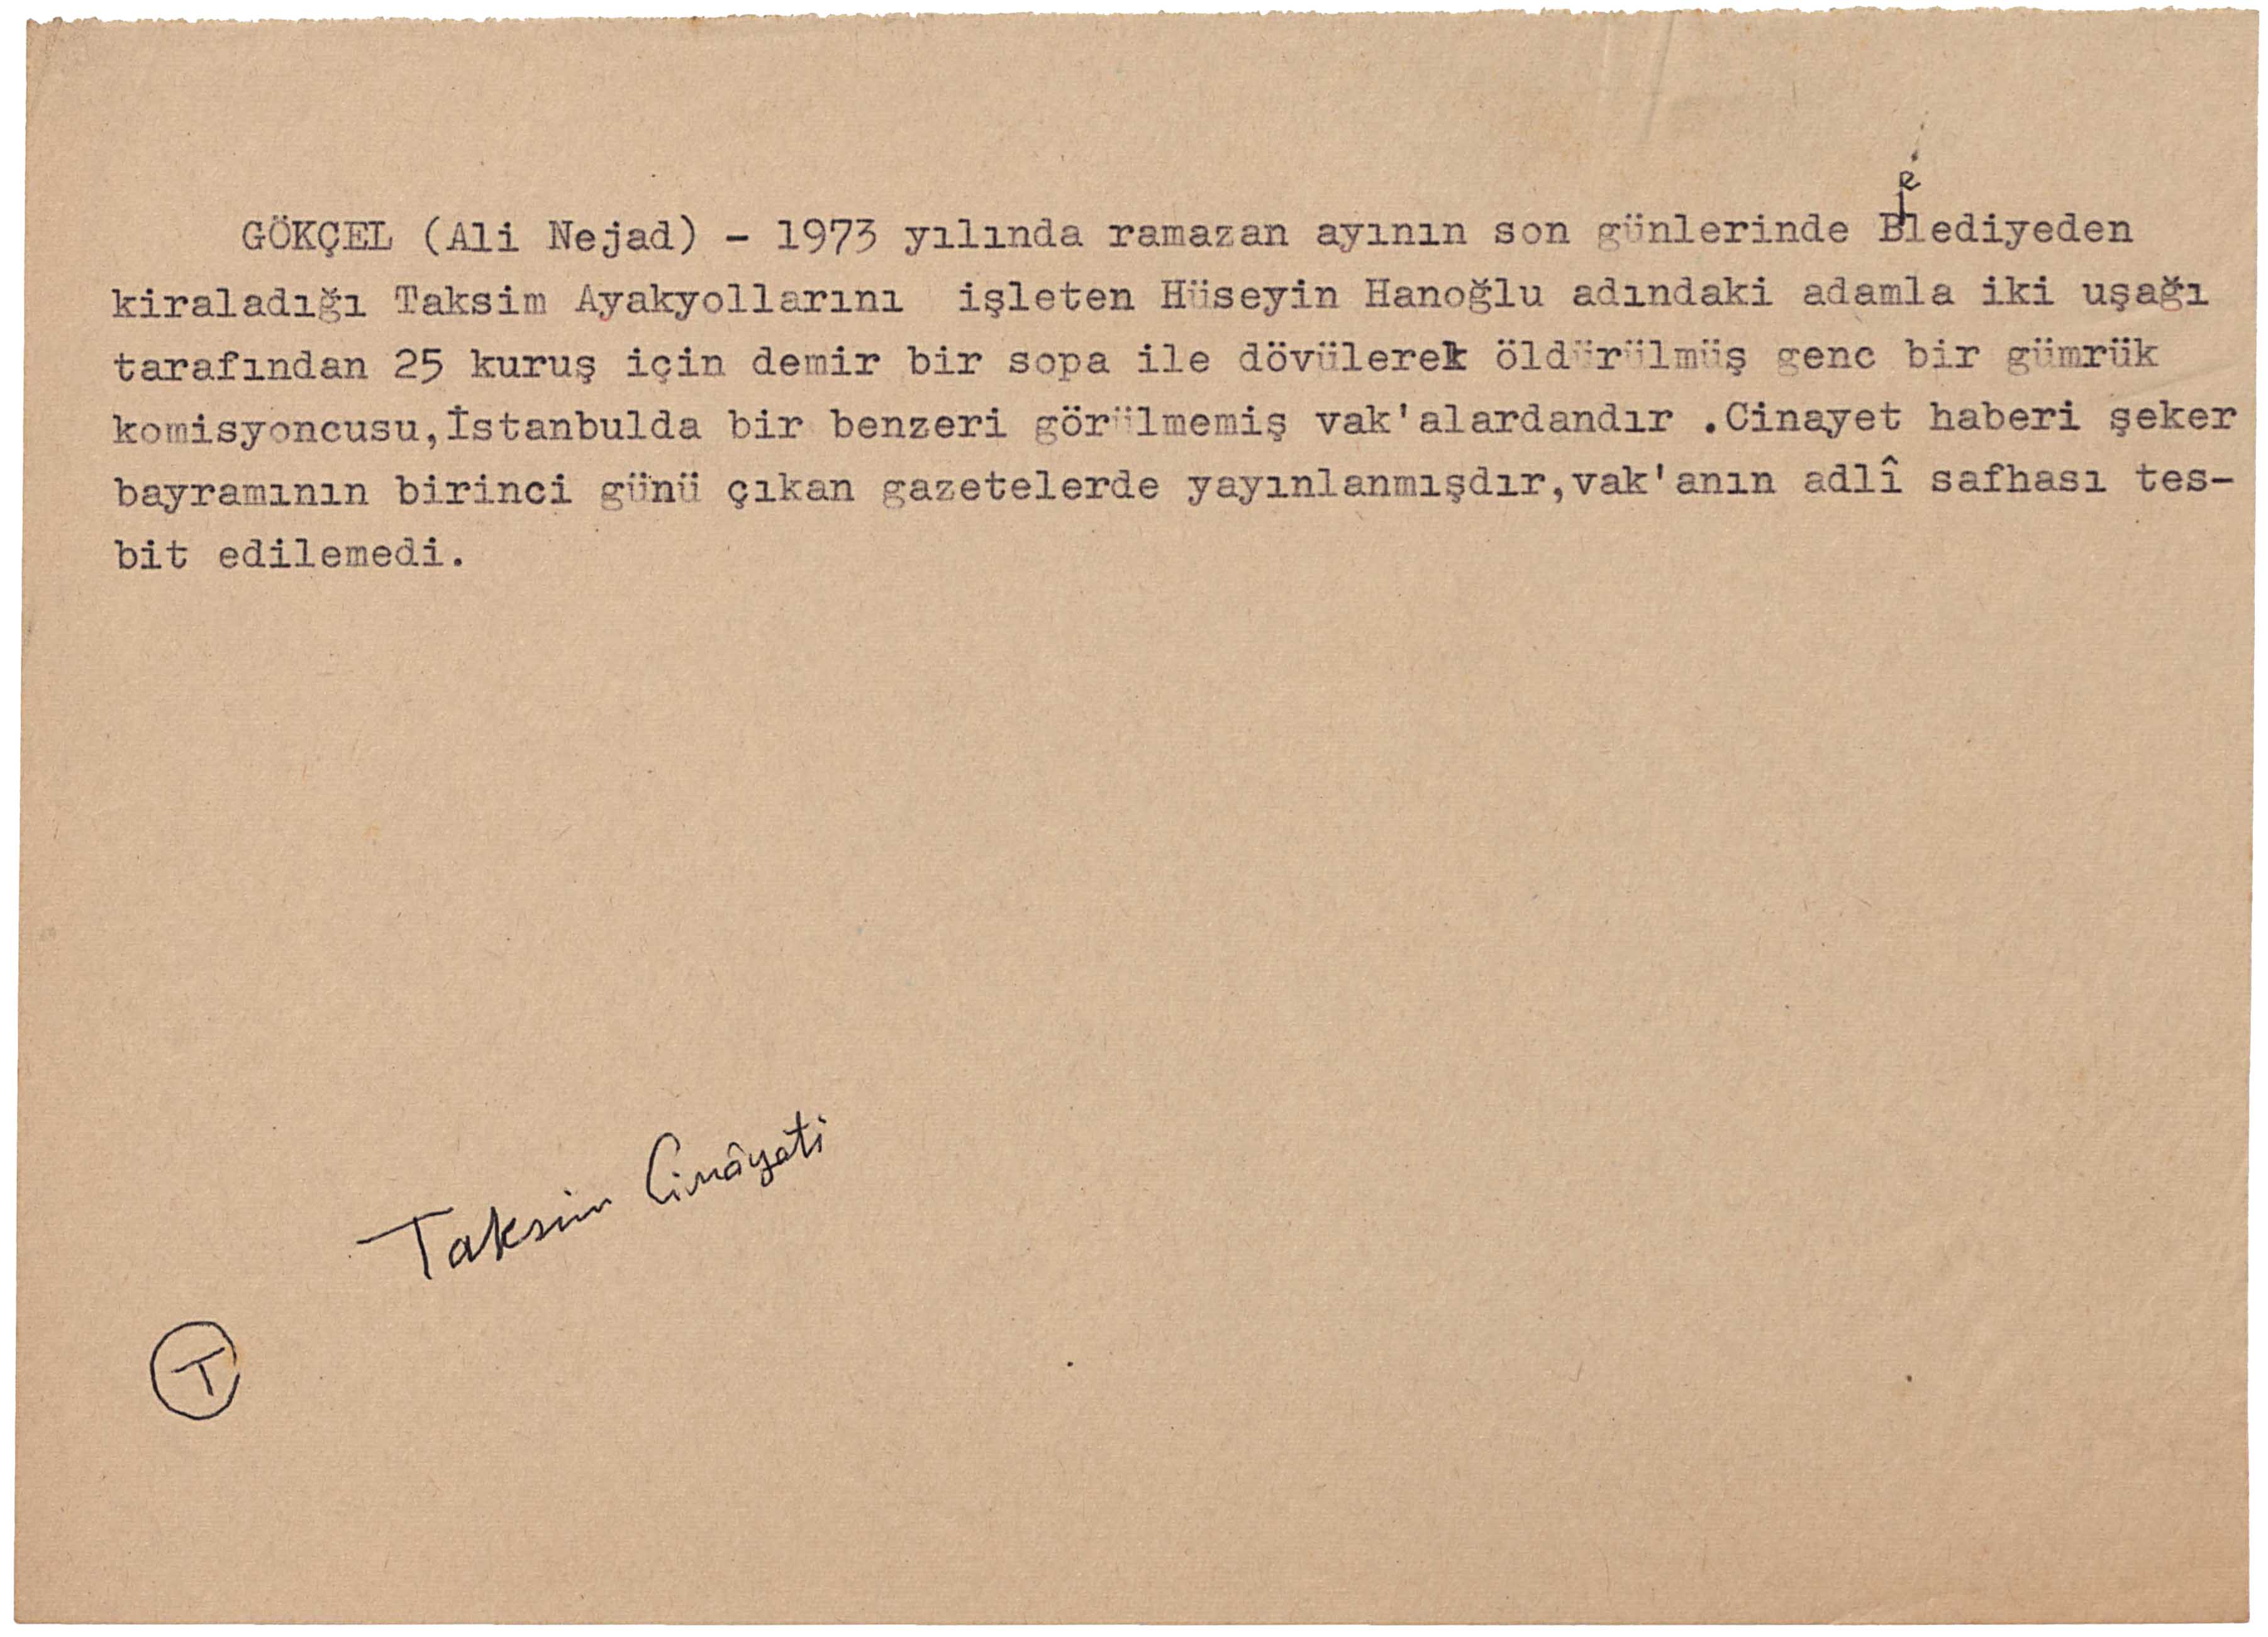 GÖKÇEL (Ali Nejad) - 1973 yılında ramazan ayının son günlerinde Belediyeden
kiraladığı Taksim Ayakyollarını işleten Hüseyin Hanoğlu adındaki adamla iki uşağı
tarafından 25 kuruş için demir bir sopa ile dövülerek öldürülmüş genc bir gümrük
komisyoncusu,İstanbulda bir benzeri görülmemiş vak'alardandır .Cinayet haberi şeker
bayramının birinci günü çıkan gazetelerde yayınlanmışdır,vak'anın adlî safhası tes-
bit edilemedi.
Taksim Cinâyeti
T